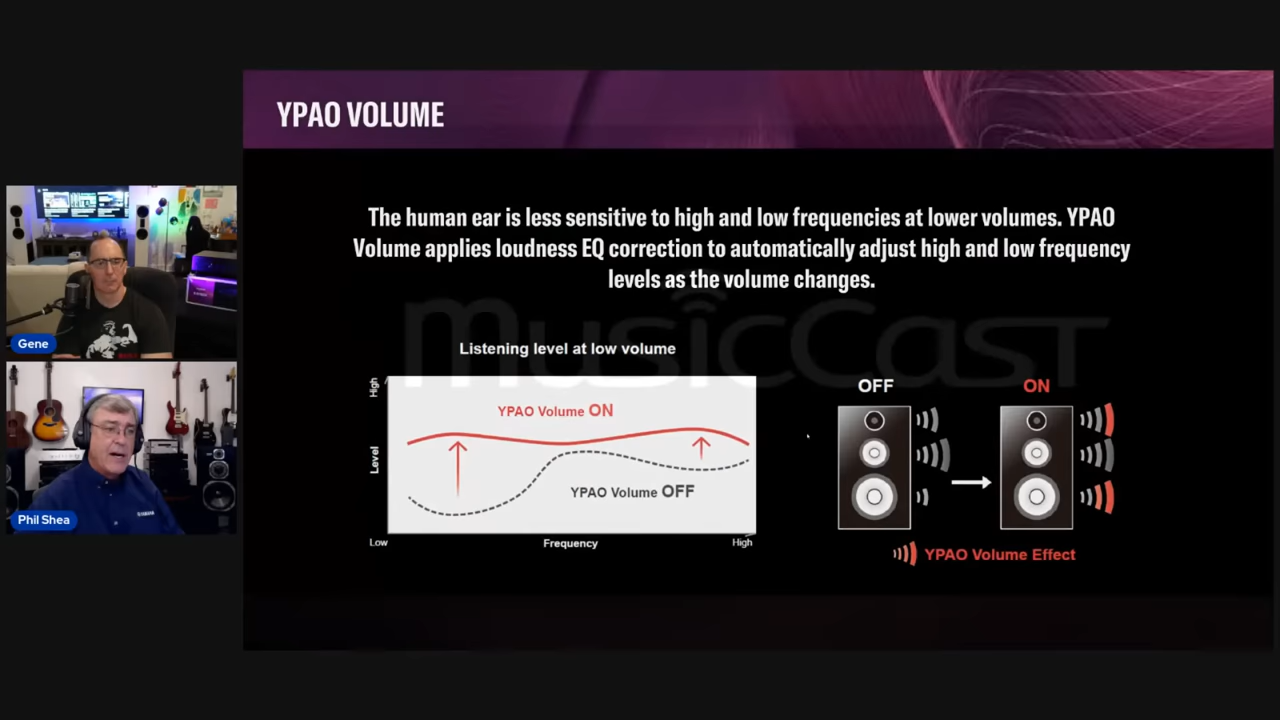 YPAO VOLUME
The human ear is less sensitive to high and low frequencies at lower volumes. YPAO
Volume applies loudness EQ correction to automatically adjust high and low frequency
levels as the volume changes.
MusicCast
Listening level at low volume
High
Level
YPAO Volume ON
YPAO Volume OFF
Low
Frequency
High
OFF
ON
YPAO Volume Effect
Gene
Phil Shea
YAMAHA